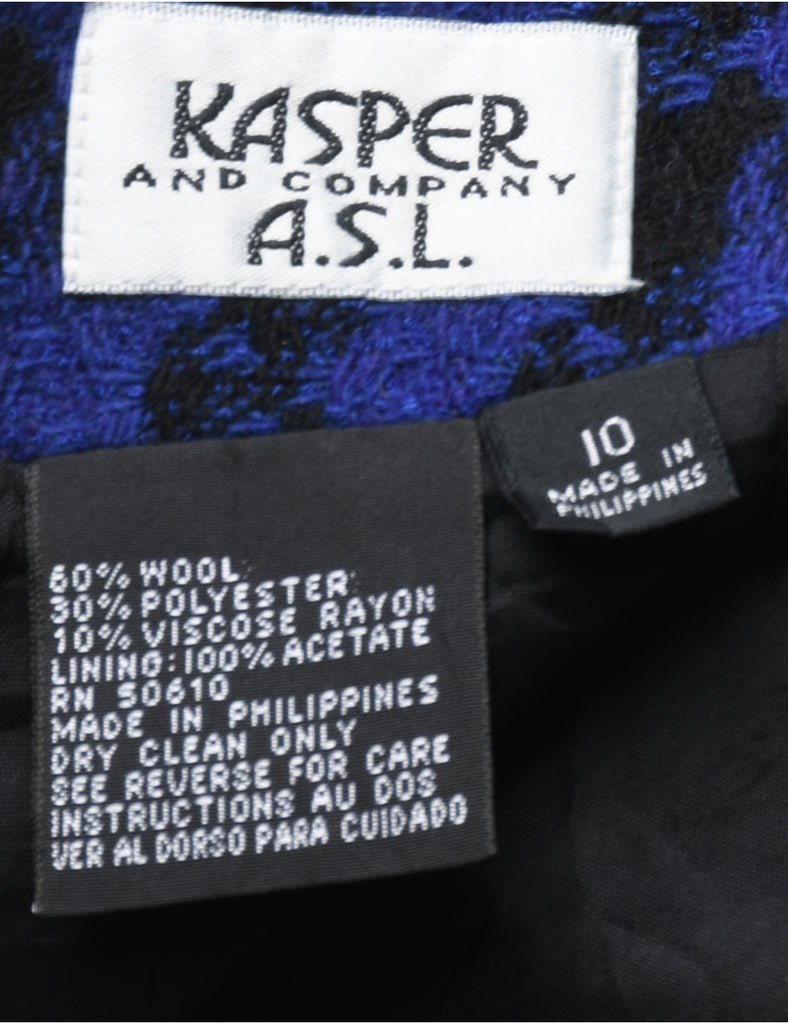 KASPER
AND COMPANY
A.S.L.
10
MADE IN
PHILIPPINES
60% WOOL
30% POLYESTER
10% VISCOSE RAYON
LINING: 100% ACETATE
RN 50610
MADE IN PHILIPPINES
DRY CLEAN ONLY
SEE REVERSE FOR CARE
INSTRUCTIONS AU DOS
VER AL DORSO PARA CUIDADO